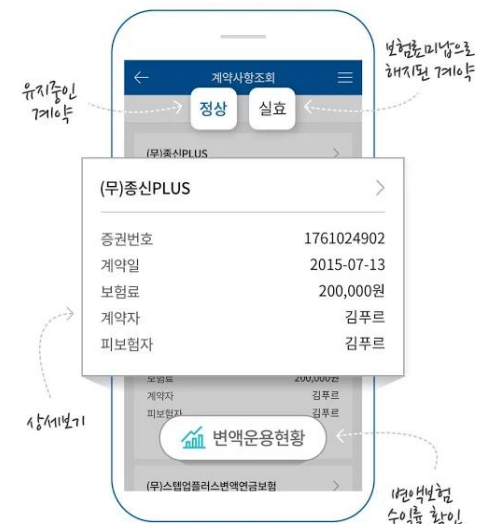 계약사항조회
보험료미납으로
해지된 계약
유지중인
계약
정상 실효
(무)종신PLUS
(무)종신PLUS
증권번호 1761024902
계약일 2015-07-13
보험료 200,000원
계약자 김푸르
피보험자 김푸르
보험료 200,000원
계약자 김푸르
피보험자 김푸르
상세보기
변액운용현황
(무)스텝업플러스변액연금보험
변액보험
수익률 확인